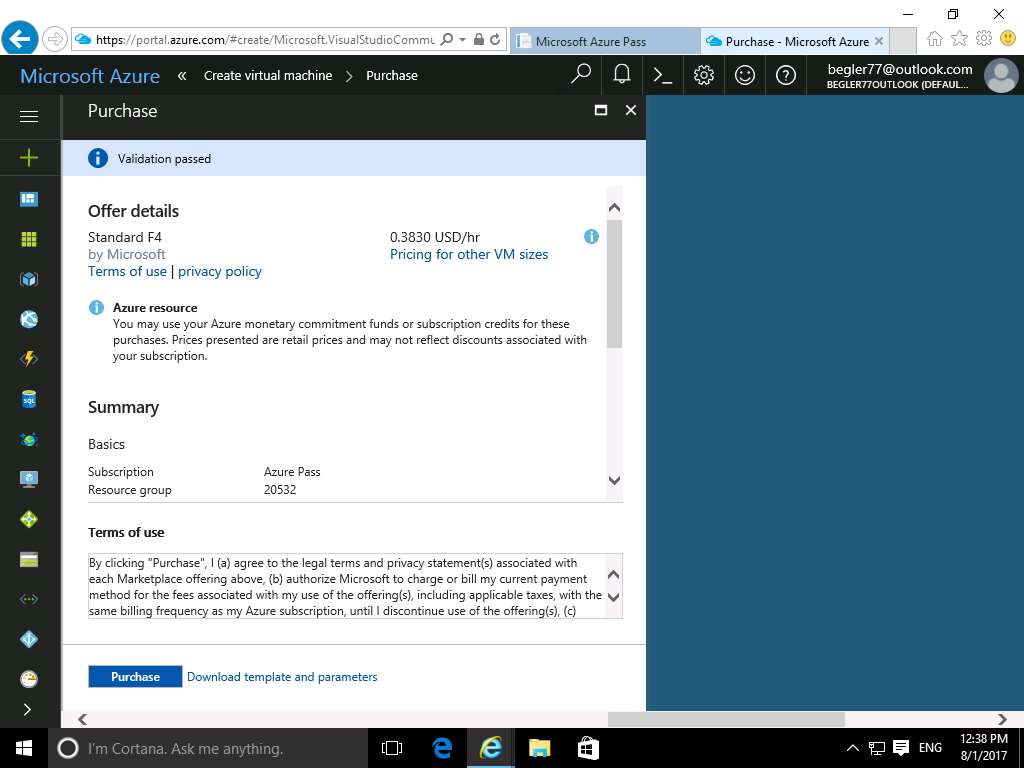 https://portal.azure.com/#create/Microsoft.VisualStudioCommu
Microsoft Azure Pass
Purchase - Microsoft Azure
Microsoft Azure « Create virtual machine > Purchase
begler77@outlook.com
BEGLER77OUTLOOK (DEFAUL...
Purchase
Validation passed
Offer details
Standard F4 0.3830 USD/hr
by Microsoft Pricing for other VM sizes
Terms of use | privacy policy
Azure resource
You may use your Azure monetary commitment funds or subscription credits for these
purchases. Prices presented are retail prices and may not reflect discounts associated with
your subscription.
Summary
Basics
Subscription Azure Pass
Resource group 20532
Terms of use
By clicking "Purchase", I (a) agree to the legal terms and privacy statement(s) associated with
each Marketplace offering above, (b) authorize Microsoft to charge or bill my current payment
method for the fees associated with my use of the offering(s), including applicable taxes, with the
same billing frequency as my Azure subscription, until I discontinue use of the offering(s), (c)
Purchase Download template and parameters
I'm Cortana. Ask me anything.
ENG
12:38 PM
8/1/2017